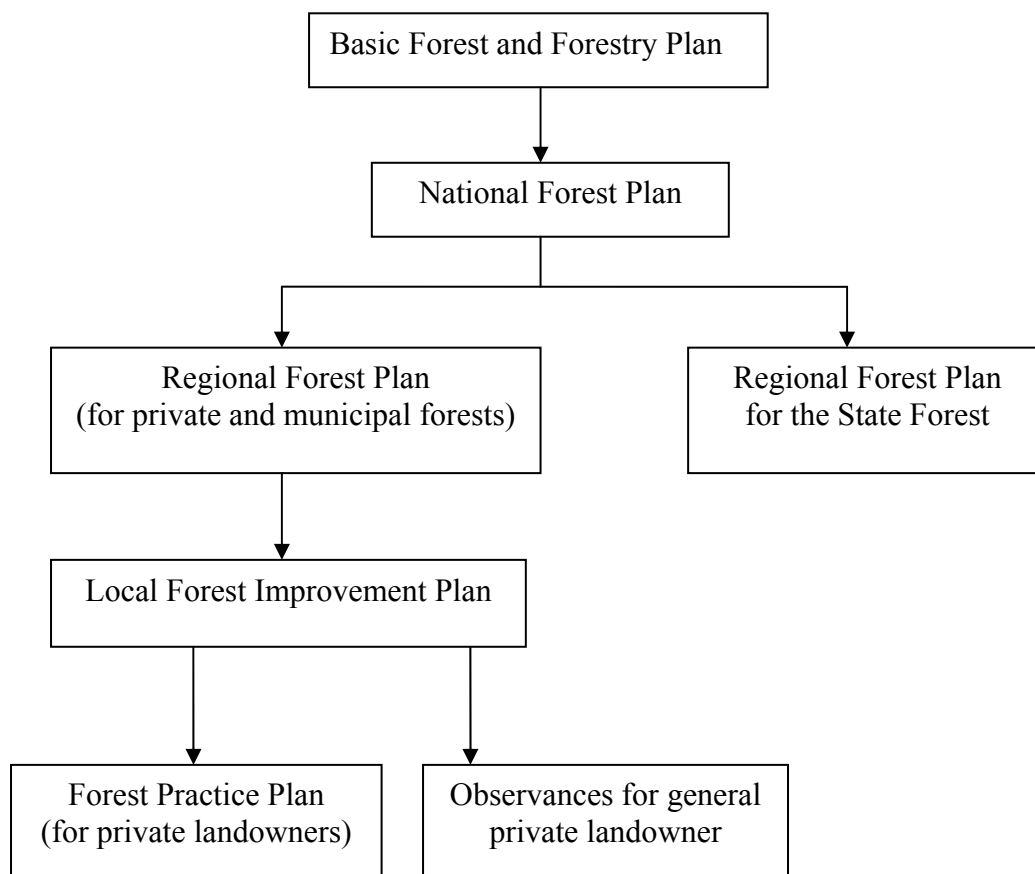 Basic Forest and Forestry Plan
National Forest Plan
Regional Forest Plan
(for private and municipal forests)
Regional Forest Plan
for the State Forest
Local Forest Improvement Plan
Forest Practice Plan
(for private landowners)
Observances for general
private landowner